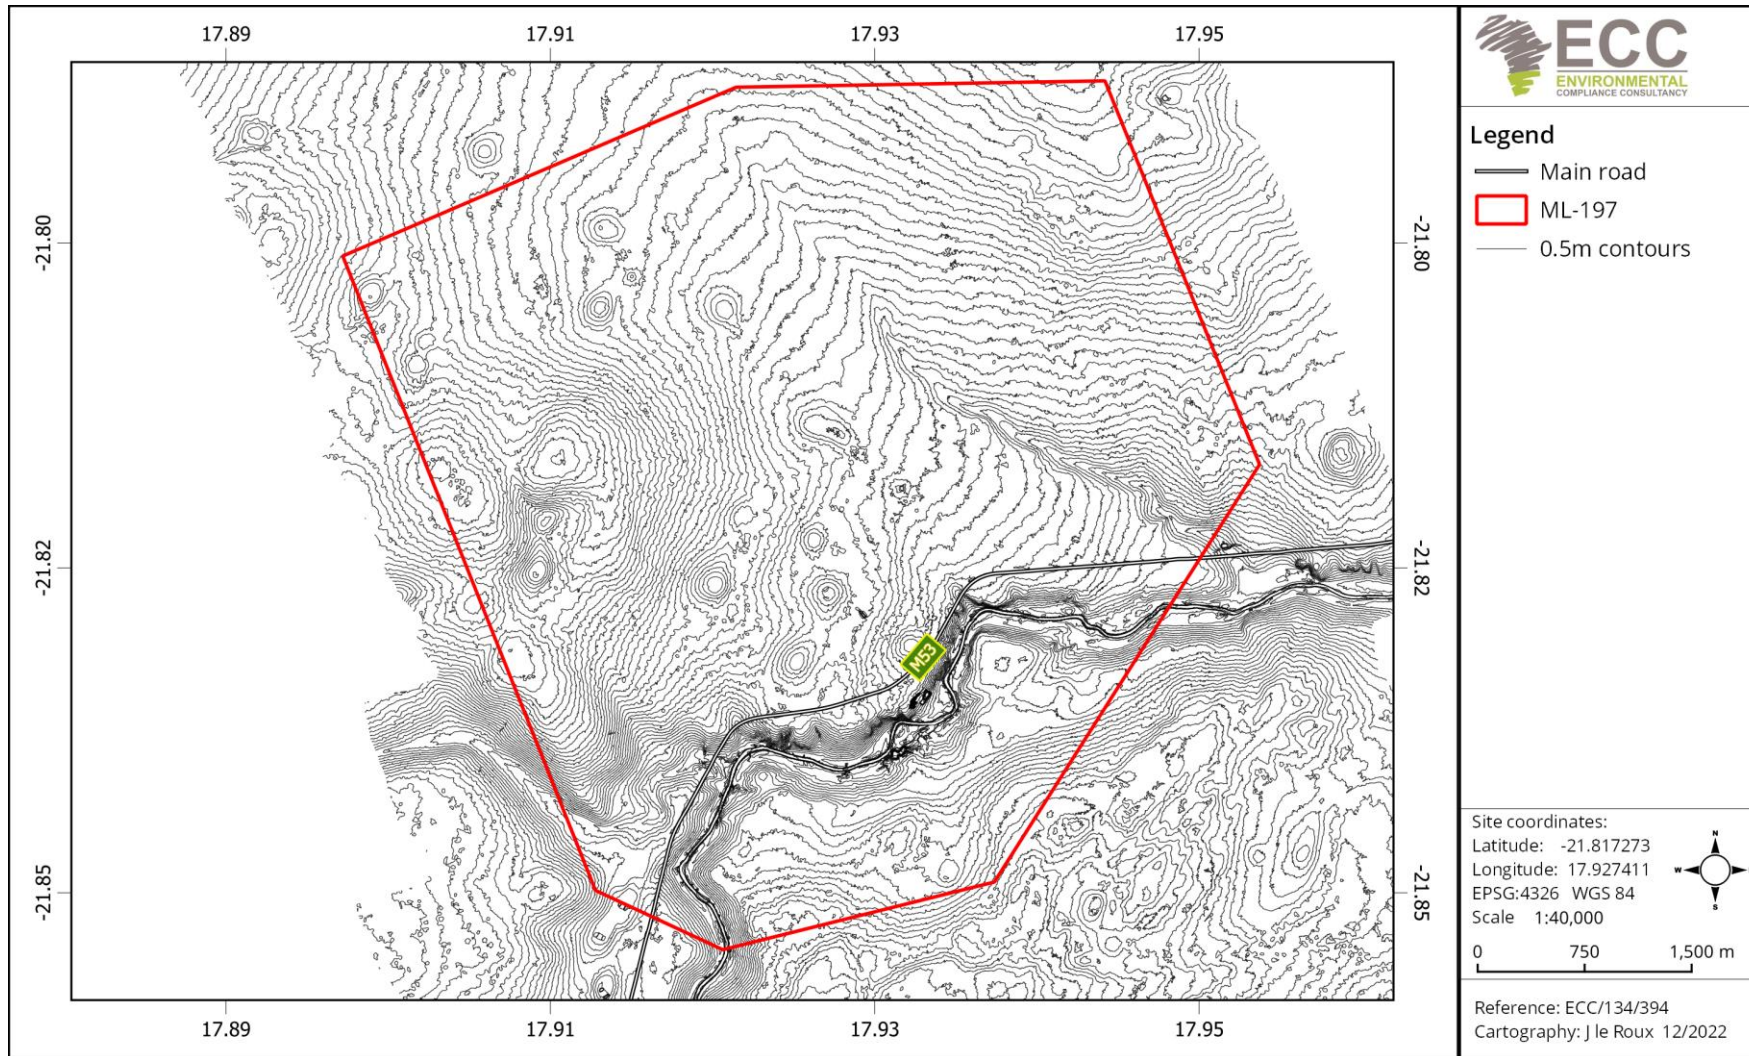 17.89 17.91 17.93 17.95
-21.80 -21.80
-21.82 -21.82
-21.85 -21.85
M53
17.89 17.91 17.93 17.95
ECC
ENVIRONMENTAL
COMPLIANCE CONSULTANCY
Legend
Main road
ML-197
0.5m contours
Site coordinates:
Latitude: -21.817273
Longitude: 17.927411
EPSG:4326 WGS 84
Scale 1:40,000
N
W E
S
0 750 1,500 m
Reference: ECC/134/394
Cartography: J le Roux 12/2022